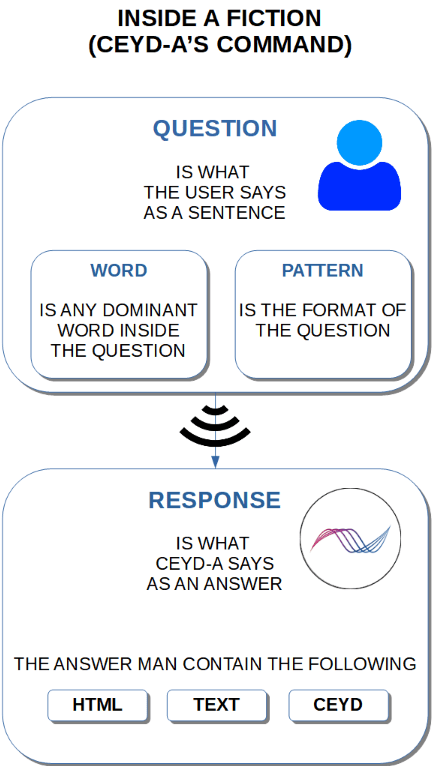 INSIDE A FICTION
(CEYD-A'S COMMAND)
QUESTION
IS WHAT
THE USER SAYS
AS A SENTENCE
WORD
IS ANY DOMINANT
WORD INSIDE
THE QUESTION
PATTERN
IS THE FORMAT OF
THE QUESTION
RESPONSE
IS WHAT
CEYD-A SAYS
AS AN ANSWER
THE ANSWER MAN CONTAIN THE FOLLOWING
HTML
TEXT
CEYD